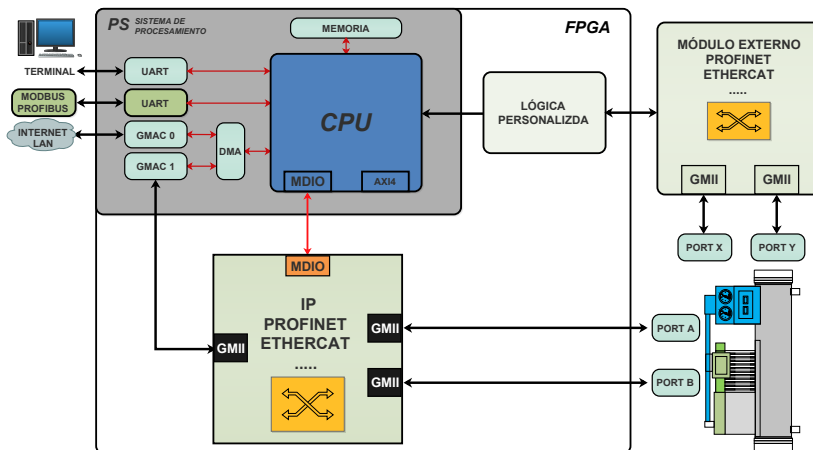 PS SISTEMA DE
PROCESAMIENTO
MEMORIA
FPGA
TERMINAL
UART
MODBUS
PROFIBUS
UART
INTERNET
LAN
GMAC 0
GMAC 1
DMA
CPU
MDIO
AXI4
LÓGICA
PERSONALIZDA
MÓDULO EXTERNO
PROFINET
ETHERCAT
.....
GMII
GMII
PORT X
PORT Y
MDIO
IP
PROFINET
ETHERCAT
.....
GMII
GMII
GMII
PORT A
PORT B